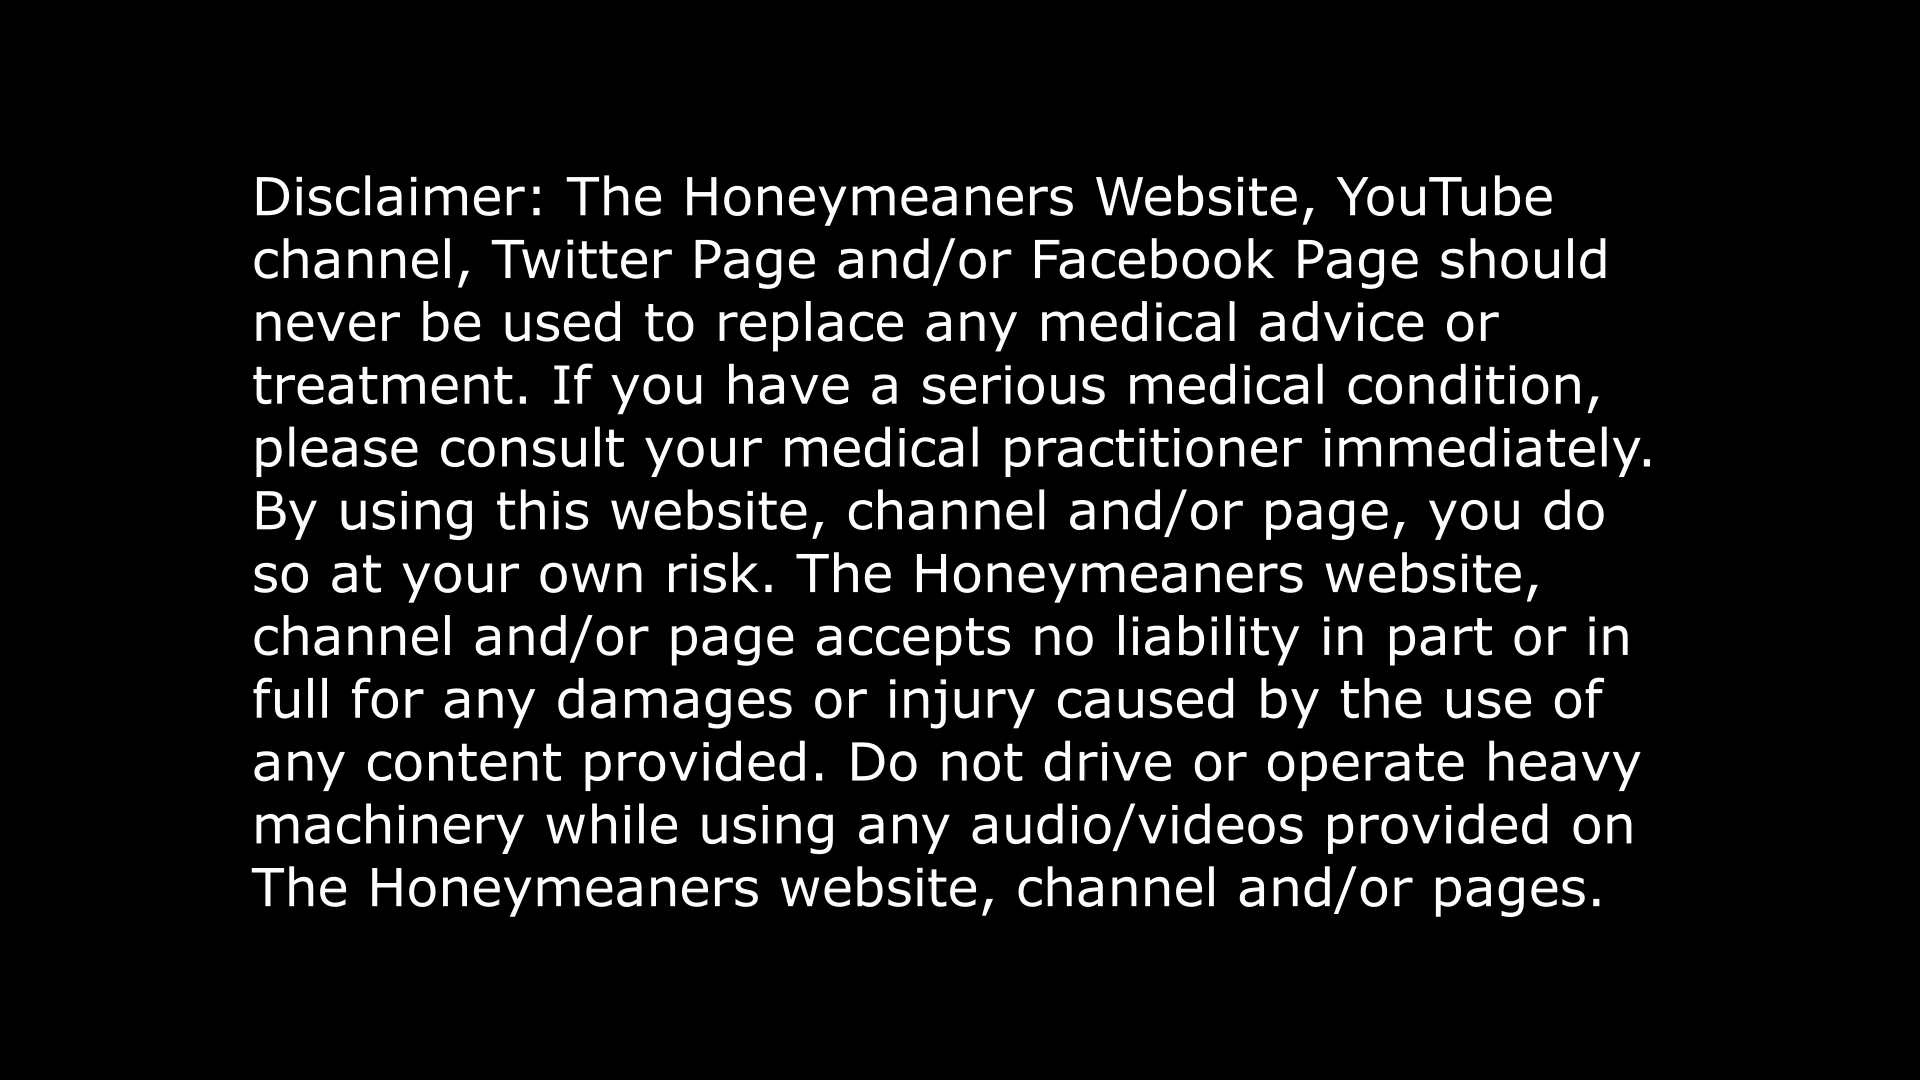 Disclaimer: The Honeymeaners Website, YouTube
channel, Twitter Page and/or Facebook Page should
never be used to replace any medical advice or
treatment. If you have a serious medical condition,
please consult your medical practitioner immediately.
By using this website, channel and/or page, you do
so at your own risk. The Honeymeaners website,
channel and/or page accepts no liability in part or in
full for any damages or injury caused by the use of
any content provided. Do not drive or operate heavy
machinery while using any audio/videos provided on
The Honeymeaners website, channel and/or pages.